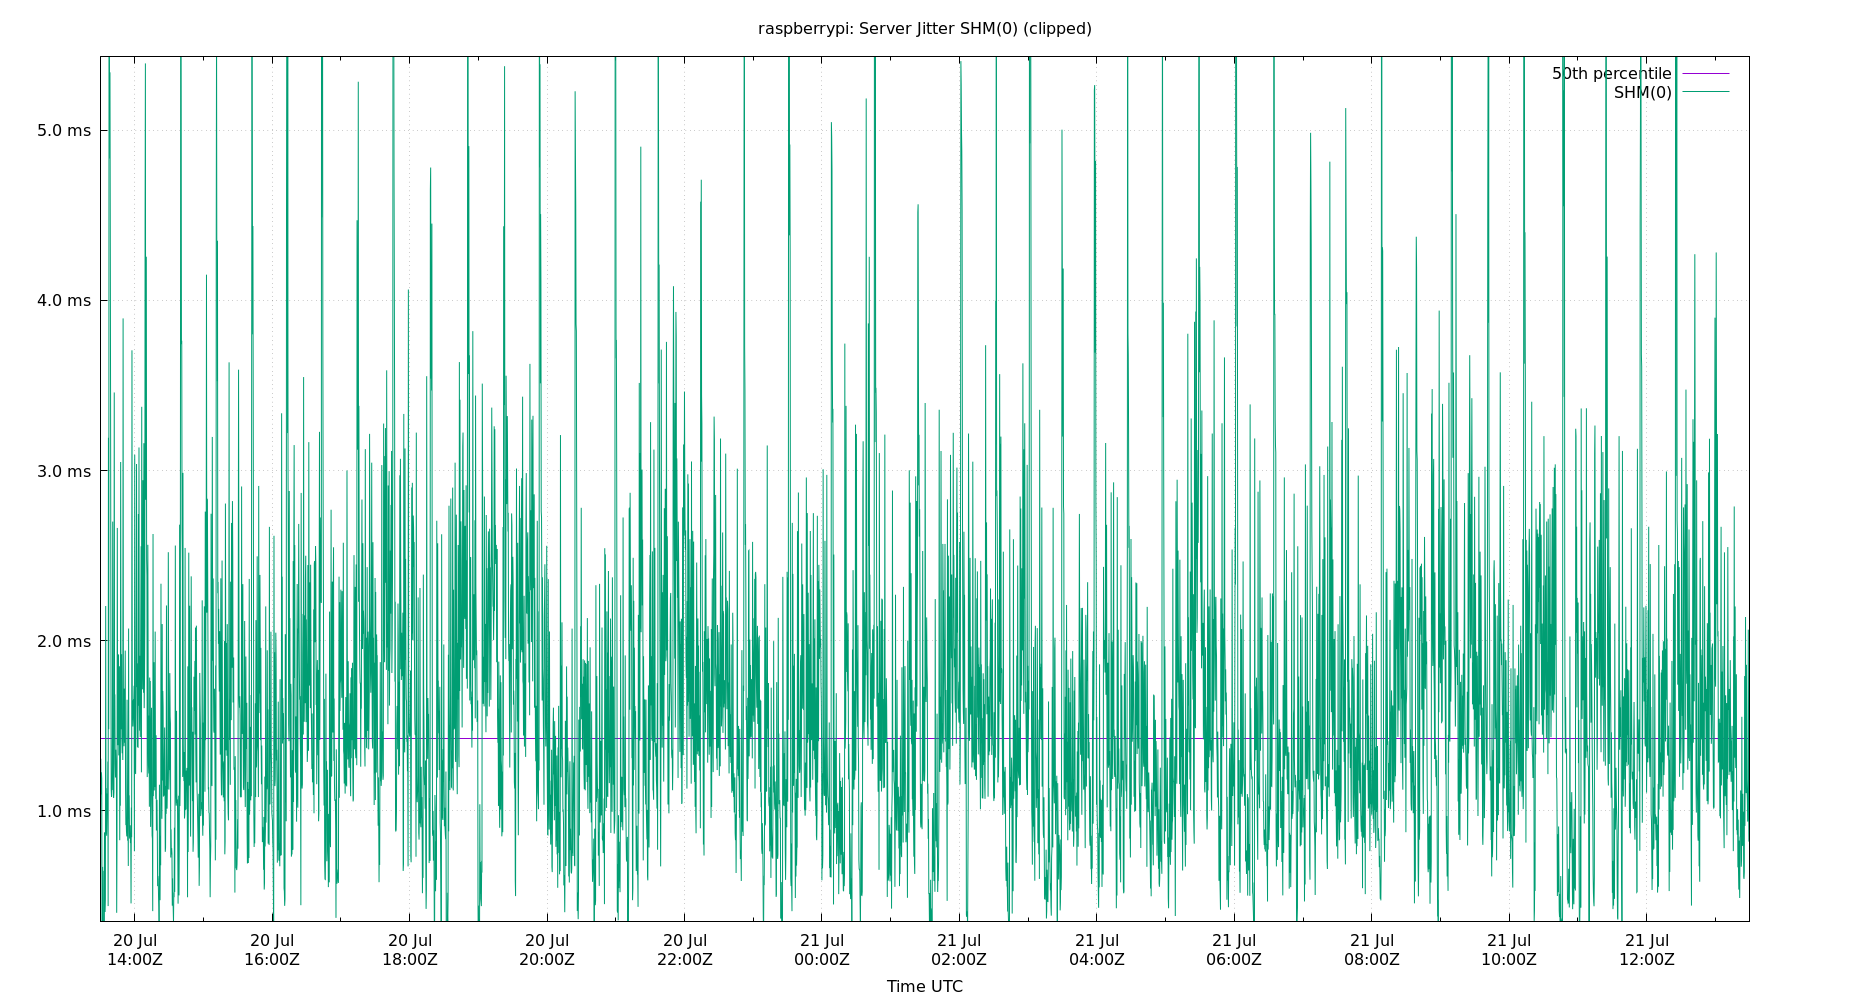 raspberrypi: Server Jitter SHM(0) (clipped)
50th percentile
SHM(0)
5.0 ms
4.0 ms
3.0 ms
2.0 ms
1.0 ms
20 Jul 20 Jul 20 Jul 20 Jul 20 Jul 21 Jul 21 Jul 21 Jul 21 Jul 21 Jul 21 Jul 21 Jul
14:00Z 16:00Z 18:00Z 20:00Z 22:00Z 00:00Z 02:00Z 04:00Z 06:00Z 08:00Z 10:00Z 12:00Z
Time UTC